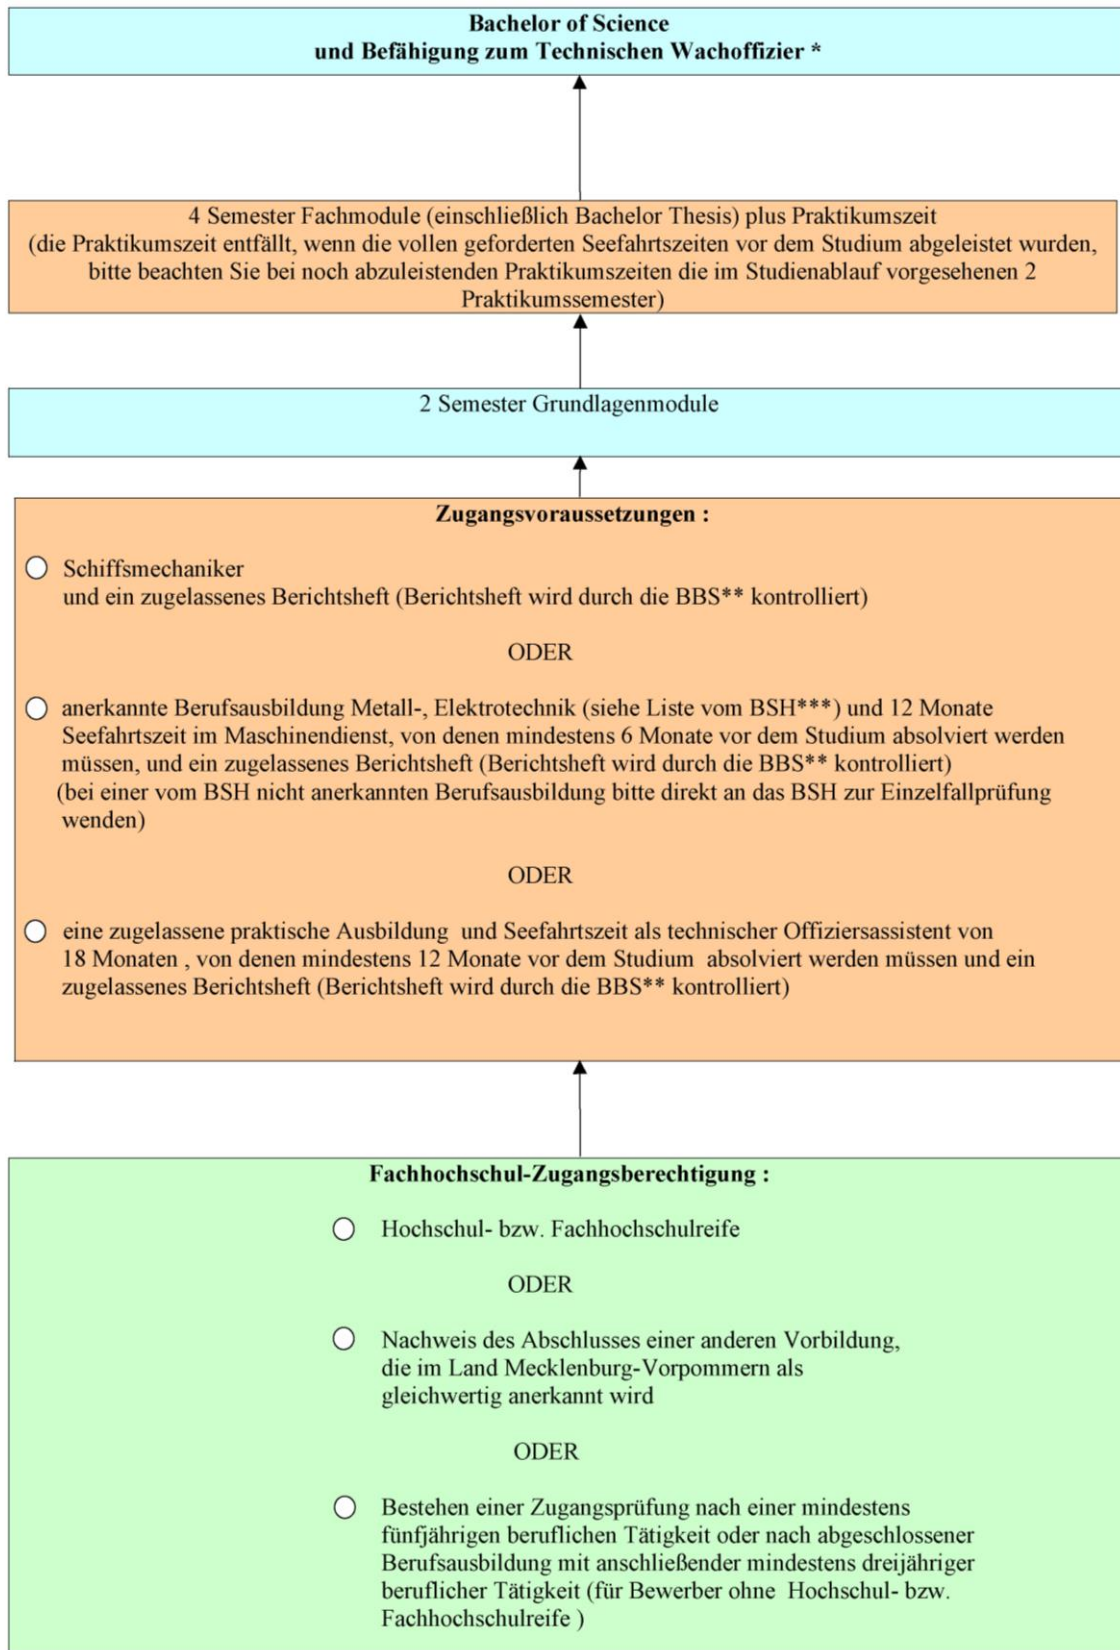 Bachelor of Science
und Befähigung zum Technischen Wachoffizier *
4 Semester Fachmodule (einschließlich Bachelor Thesis) plus Praktikumszeit
(die Praktikumszeit entfällt, wenn die vollen geforderten Seefahrtszeiten vor dem Studium abgeleistet wurden,
bitte beachten Sie bei noch abzuleistenden Praktikumszeiten die im Studienablauf vorgesehenen 2
Praktikumssemester)
2 Semester Grundlagenmodule
Zugangsvoraussetzungen :
Schiffsmechaniker
und ein zugelassenes Berichtsheft (Berichtsheft wird durch die BBS** kontrolliert)
ODER
anerkannte Berufsausbildung Metall-, Elektrotechnik (siehe Liste vom BSH***) und 12 Monate
Seefahrtszeit im Maschinendienst, von denen mindestens 6 Monate vor dem Studium absolviert werden
müssen, und ein zugelassenes Berichtsheft (Berichtsheft wird durch die BBS** kontrolliert)
(bei einer vom BSH nicht anerkannten Berufsausbildung bitte direkt an das BSH zur Einzelfallprüfung
wenden)
ODER
eine zugelassene praktische Ausbildung und Seefahrtszeit als technischer Offiziersassistent von
18 Monaten , von denen mindestens 12 Monate vor dem Studium absolviert werden müssen und ein
zugelassenes Berichtsheft (Berichtsheft wird durch die BBS** kontrolliert)
Fachhochschul-Zugangsberechtigung :
Hochschul- bzw. Fachhochschulreife
ODER
Nachweis des Abschlusses einer anderen Vorbildung,
die im Land Mecklenburg-Vorpommern als
gleichwertig anerkannt wird
ODER
Bestehen einer Zugangsprüfung nach einer mindestens
fünfjährigen beruflichen Tätigkeit oder nach abgeschlossener
Berufsausbildung mit anschließender mindestens dreijähriger
beruflicher Tätigkeit (für Bewerber ohne Hochschul- bzw.
Fachhochschulreife )